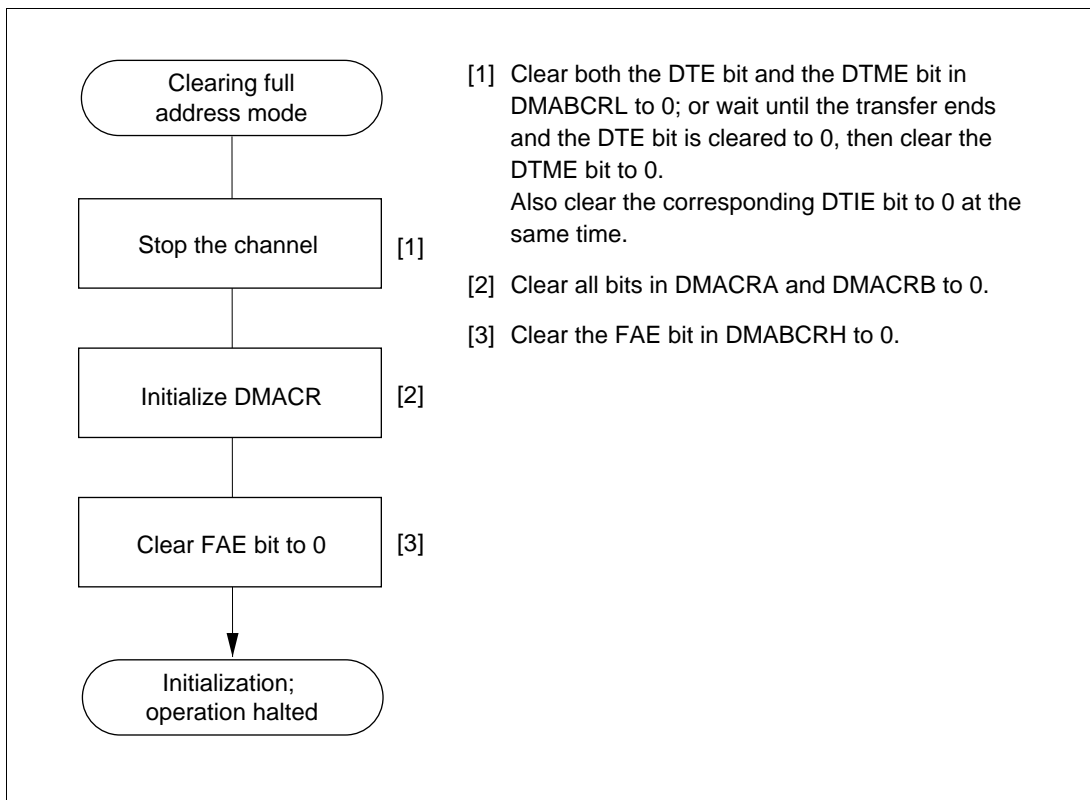 Clearing full
address mode
Stop the channel
[1]
Initialize DMACR
[2]
Clear FAE bit to 0
[3]
Initialization;
operation halted
[1] Clear both the DTE bit and the DTME bit in
DMABCRL to 0; or wait until the transfer ends
and the DTE bit is cleared to 0, then clear the
DTME bit to 0.
Also clear the corresponding DTIE bit to 0 at the
same time.
[2] Clear all bits in DMACRA and DMACRB to 0.
[3] Clear the FAE bit in DMABCRH to 0.